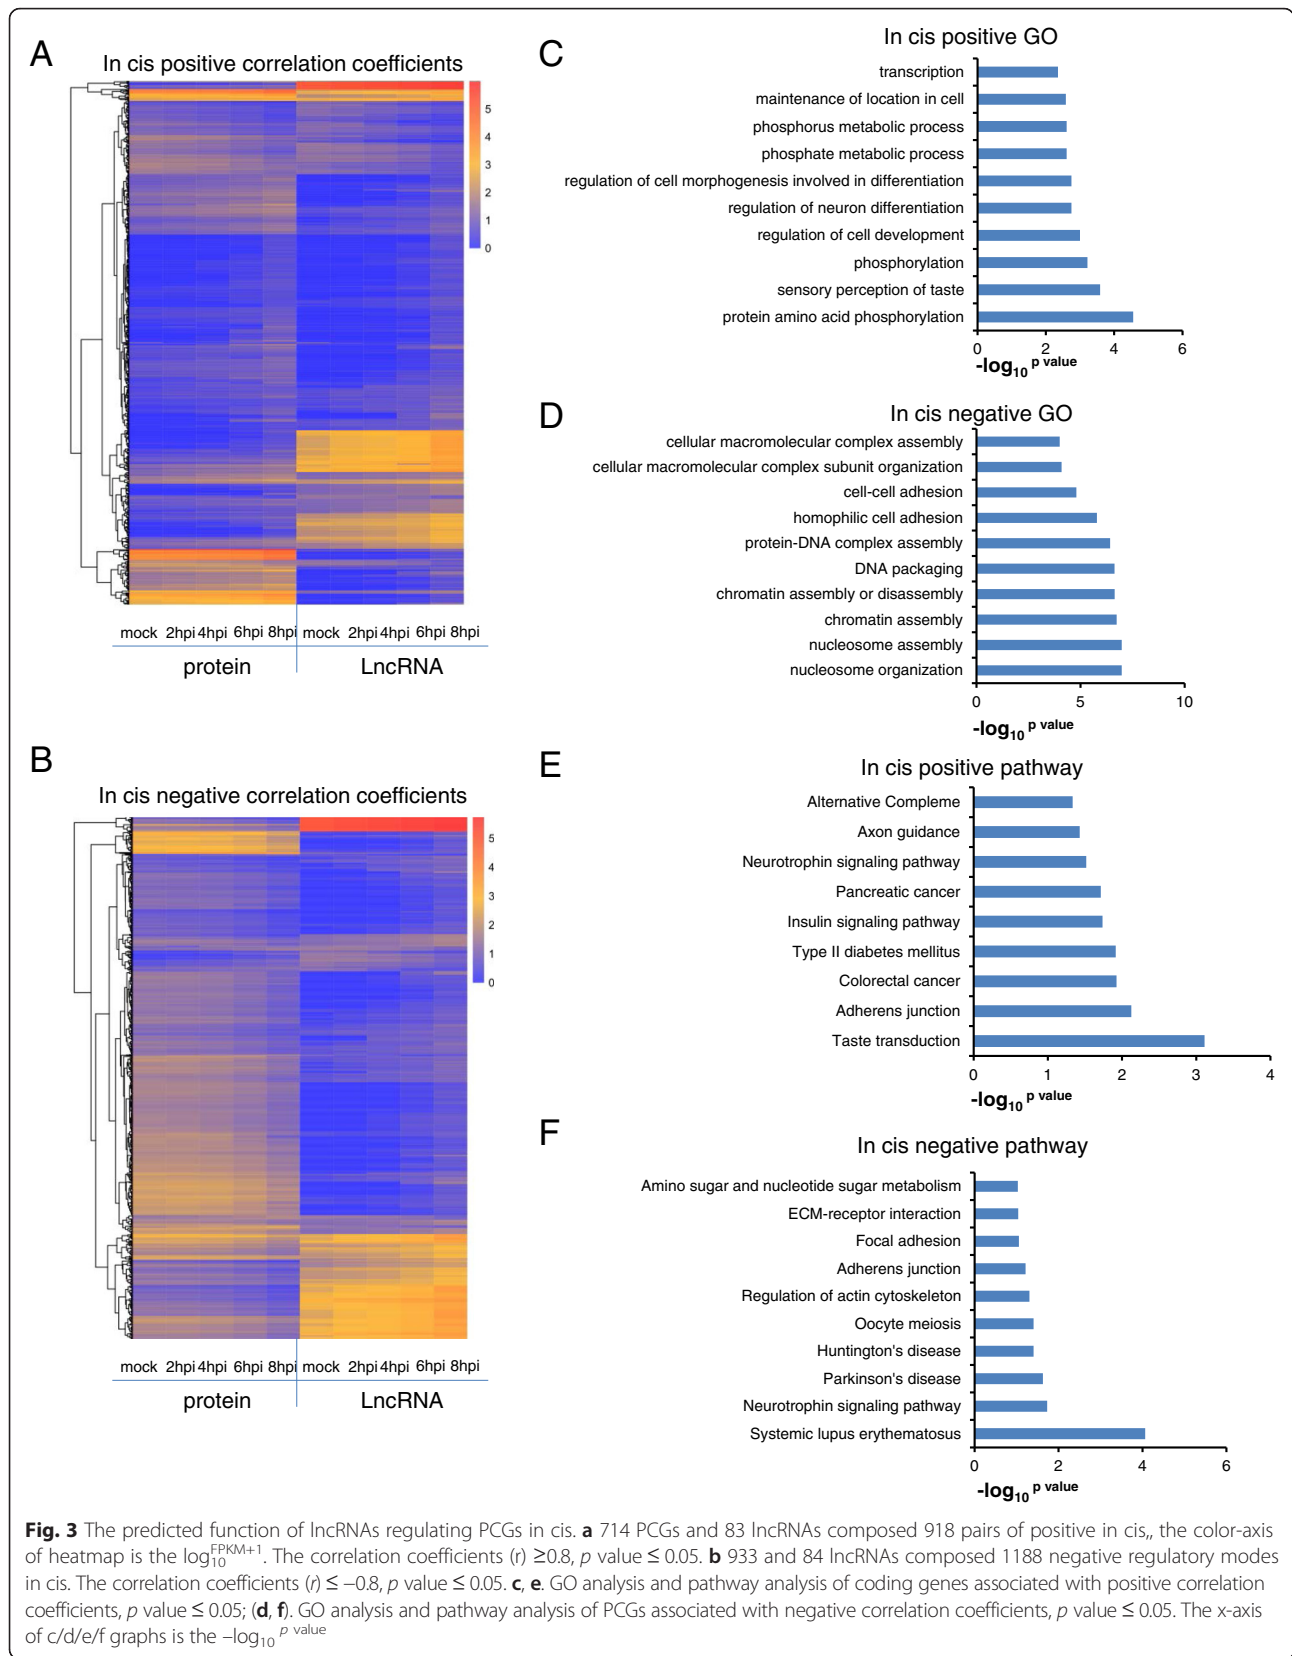 A
In cis positive correlation coefficients
5
4
3
2
1
0
mock 2hpi 4hpi 6hpi 8hpi mock 2hpi 4hpi 6hpi 8hpi
protein LncRNA
B
In cis negative correlation coefficients
5
4
3
2
1
0
mock 2hpi 4hpi 6hpi 8hpi mock 2hpi 4hpi 6hpi 8hpi
protein LncRNA
C
In cis positive GO
transcription
maintenance of location in cell
phosphorus metabolic process
phosphate metabolic process
regulation of cell morphogenesis involved in differentiation
regulation of neuron differentiation
regulation of cell development
phosphorylation
sensory perception of taste
protein amino acid phosphorylation
0 2 4 6
-log10 p value
D
In cis negative GO
cellular macromolecular complex assembly
cellular macromolecular complex subunit organization
cell-cell adhesion
homophilic cell adhesion
protein-DNA complex assembly
DNA packaging
chromatin assembly or disassembly
chromatin assembly
nucleosome assembly
nucleosome organization
0 5 10
-log10 p value
E
In cis positive pathway
Alternative Compleme
Axon guidance
Neurotrophin signaling pathway
Pancreatic cancer
Insulin signaling pathway
Type II diabetes mellitus
Colorectal cancer
Adherens junction
Taste transduction
0 1 2 3 4
-log10 p value
F
In cis negative pathway
Amino sugar and nucleotide sugar metabolism
ECM-receptor interaction
Focal adhesion
Adherens junction
Regulation of actin cytoskeleton
Oocyte meiosis
Huntington's disease
Parkinson's disease
Neurotrophin signaling pathway
Systemic lupus erythematosus
0 2 4 6
-log10 p value
Fig. 3 The predicted function of lncRNAs regulating PCGs in cis. a 714 PCGs and 83 lncRNAs composed 918 pairs of positive in cis,, the color-axis
of heatmap is the log10 FPKM+1. The correlation coefficients (r) ≥0.8, p value ≤ 0.05. b 933 and 84 lncRNAs composed 1188 negative regulatory modes
in cis. The correlation coefficients (r) ≤ −0.8, p value ≤ 0.05. c, e. GO analysis and pathway analysis of coding genes associated with positive correlation
coefficients, p value ≤ 0.05; (d, f). GO analysis and pathway analysis of PCGs associated with negative correlation coefficients, p value ≤ 0.05. The x-axis
of c/d/e/f graphs is the –log10 p value